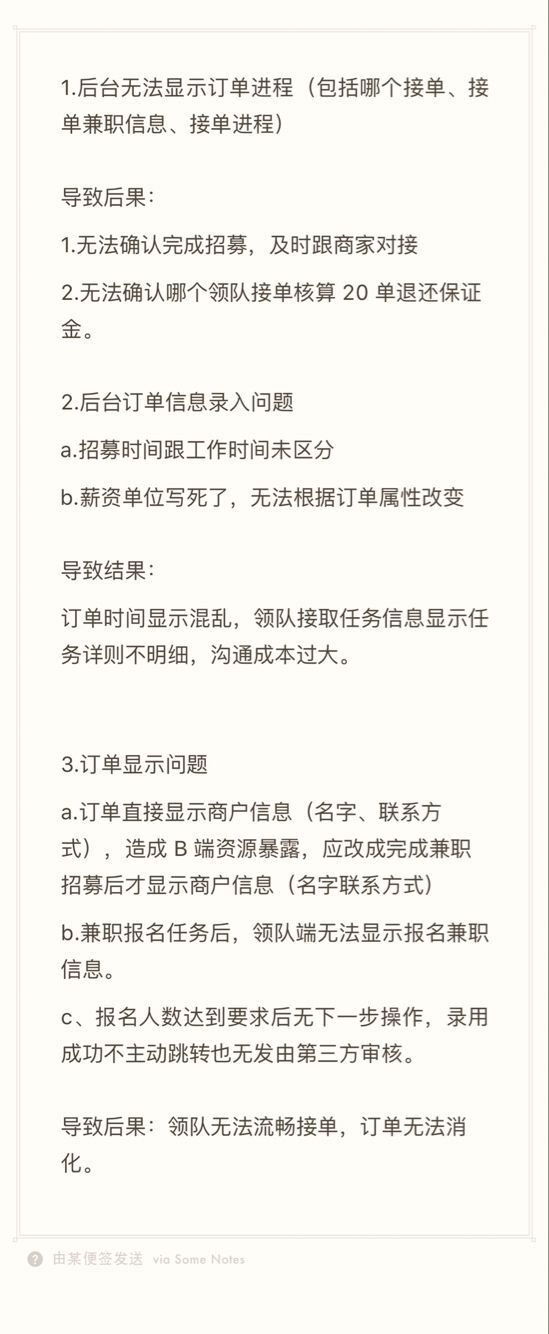 1.后台无法显示订单进程（包括哪个接单、接
单兼职信息、接单进程）
导致后果：
1.无法确认完成招募，及时跟商家对接
2.无法确认哪个领队接单核算 20 单退还保证
金。
2.后台订单信息录入问题
a.招募时间跟工作时间未区分
b.薪资单位写死了，无法根据订单属性改变
导致结果：
订单时间显示混乱，领队接取任务信息显示任
务详则不明细，沟通成本过大。
3.订单显示问题
a.订单直接显示商户信息（名字、联系方
式），造成 B 端资源暴露，应改成完成兼职
招募后才显示商户信息（名字联系方式）
b.兼职报名任务后，领队端无法显示报名兼职
信息。
c、报名人数达到要求后无下一步操作，录用
成功不主动跳转也无发由第三方审核。
导致后果：领队无法流畅接单，订单无法消
化。
由某便签发送 via Some Notes